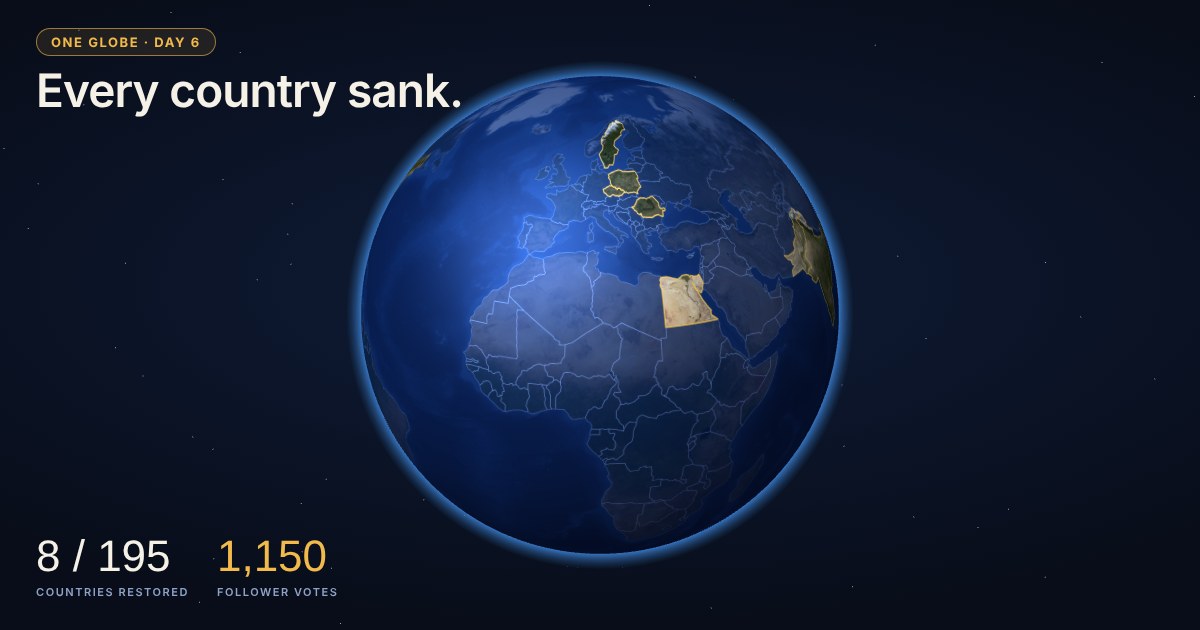 ONE GLOBE · DAY 6
Every country sank.
8 / 195
COUNTRIES RESTORED
1,150
FOLLOWER VOTES